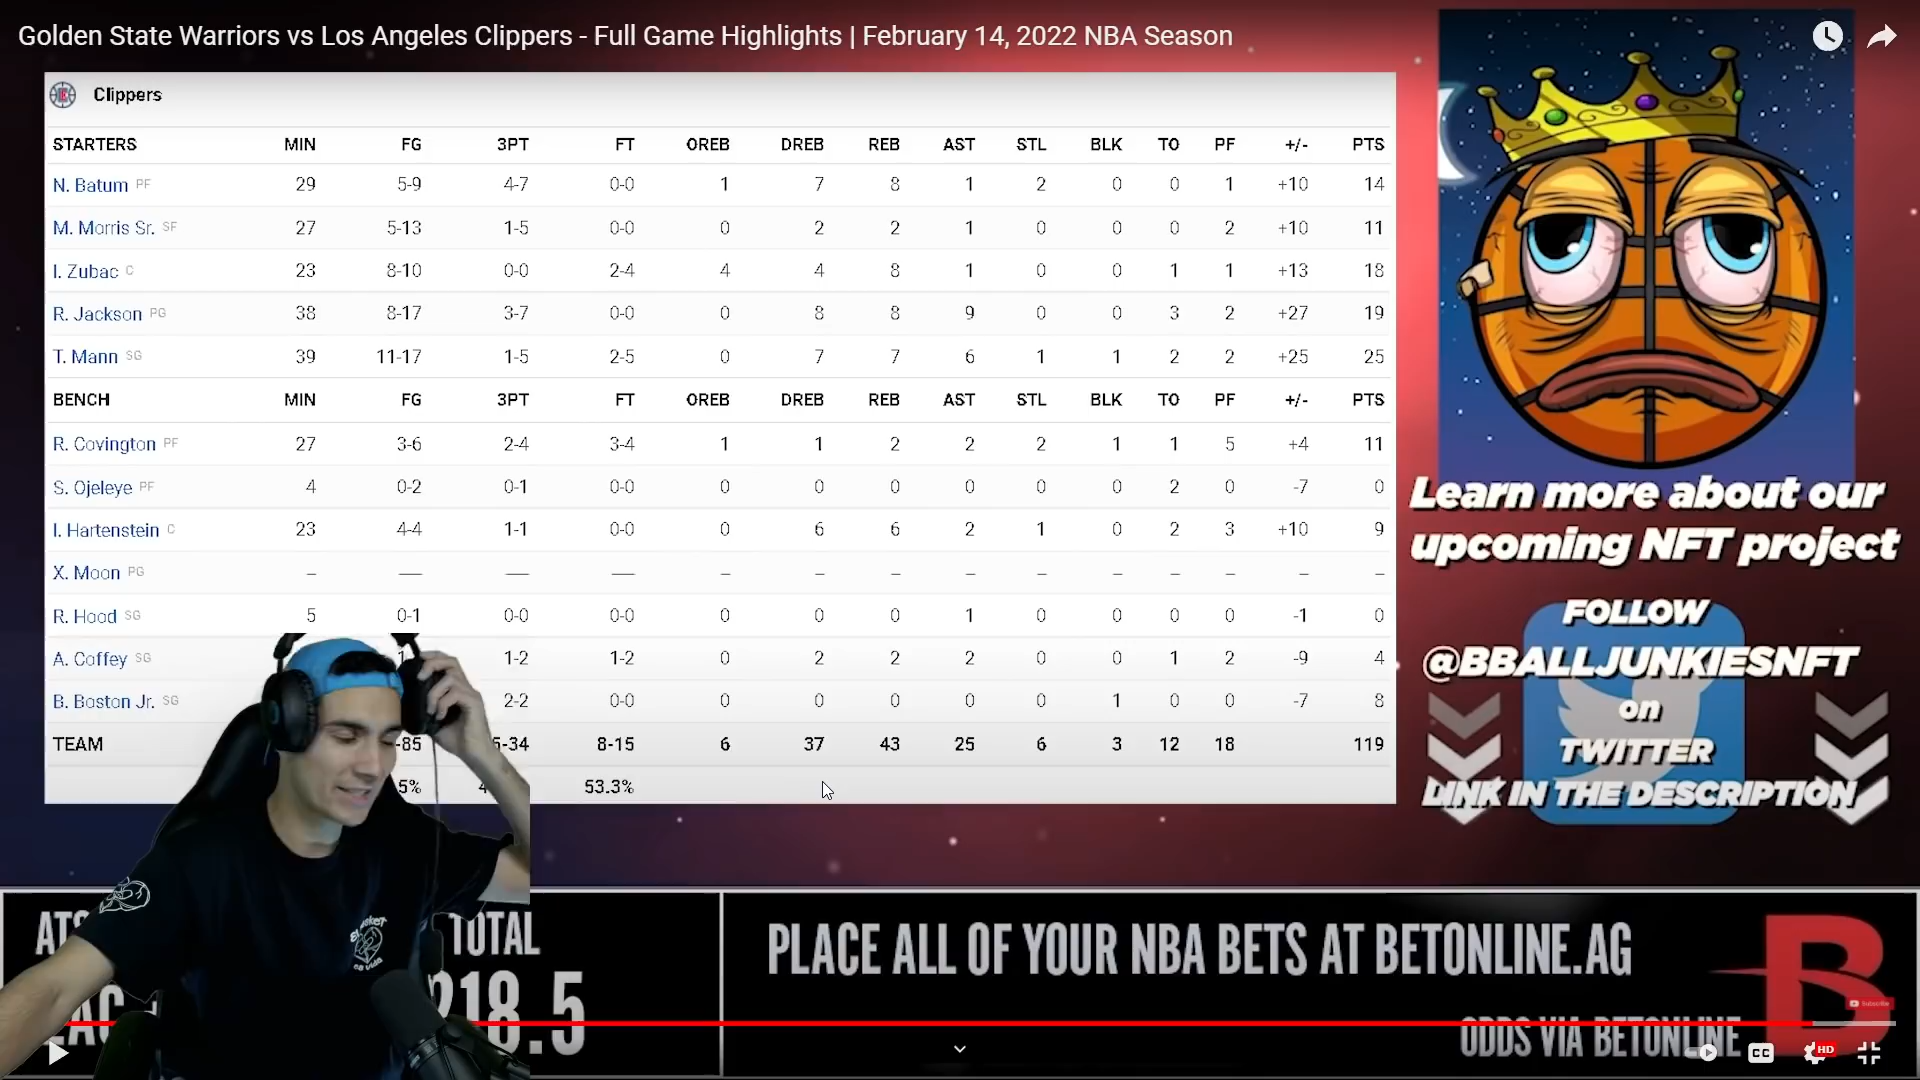 Golden State Warriors vs Los Angeles Clippers - Full Game Highlights | February 14, 2022 NBA Season
Clippers
STARTERS MIN FG 3PT FT OREB DREB REB AST STL BLK TO PF +/- PTS
N. Batum PF 29 5-9 4-7 0-0 1 7 8 1 2 0 0 1 +10 14
M. Morris Sr. SF 27 5-13 1-5 0-0 0 2 2 1 0 0 0 2 +10 11
I. Zubac C 23 8-10 0-0 2-4 4 4 8 1 0 0 1 1 +13 18
R. Jackson PG 38 8-17 3-7 0-0 0 8 8 9 0 0 3 2 +27 19
T. Mann SG 39 11-17 1-5 2-5 0 7 7 6 1 1 2 2 +25 25
BENCH MIN FG 3PT FT OREB DREB REB AST STL BLK TO PF +/- PTS
R. Covington PF 27 3-6 2-4 3-4 1 1 2 2 2 1 1 5 +4 11
S. Ojeleye PF 4 0-2 0-1 0-0 0 0 0 0 0 0 2 0 -7 0
I. Hartenstein C 23 4-4 1-1 0-0 0 6 6 2 1 0 2 3 +10 9
X. Moon PG – — — — – – – – – – – – – –
R. Hood SG 5 0-1 0-0 0-0 0 0 0 1 0 0 0 0 -1 0
A. Coffey SG 1- 1-2 1-2 0 2 2 2 0 0 1 2 -9 4
B. Boston Jr. SG 2-2 0-0 0 0 0 0 0 1 0 0 -7 8
TEAM -85 5-34 8-15 6 37 43 25 6 3 12 18 119
5% 4 53.3%
Learn more about our
upcoming NFT project
FOLLOW
@BBALLJUNKIESNFT
on
TWITTER
LINK IN THE DESCRIPTION
ATS TOTAL
LAC 218.5
PLACE ALL OF YOUR NBA BETS AT BETONLINE.AG
ODDS VIA BETONLINE
B
Subscribe
CC
HD